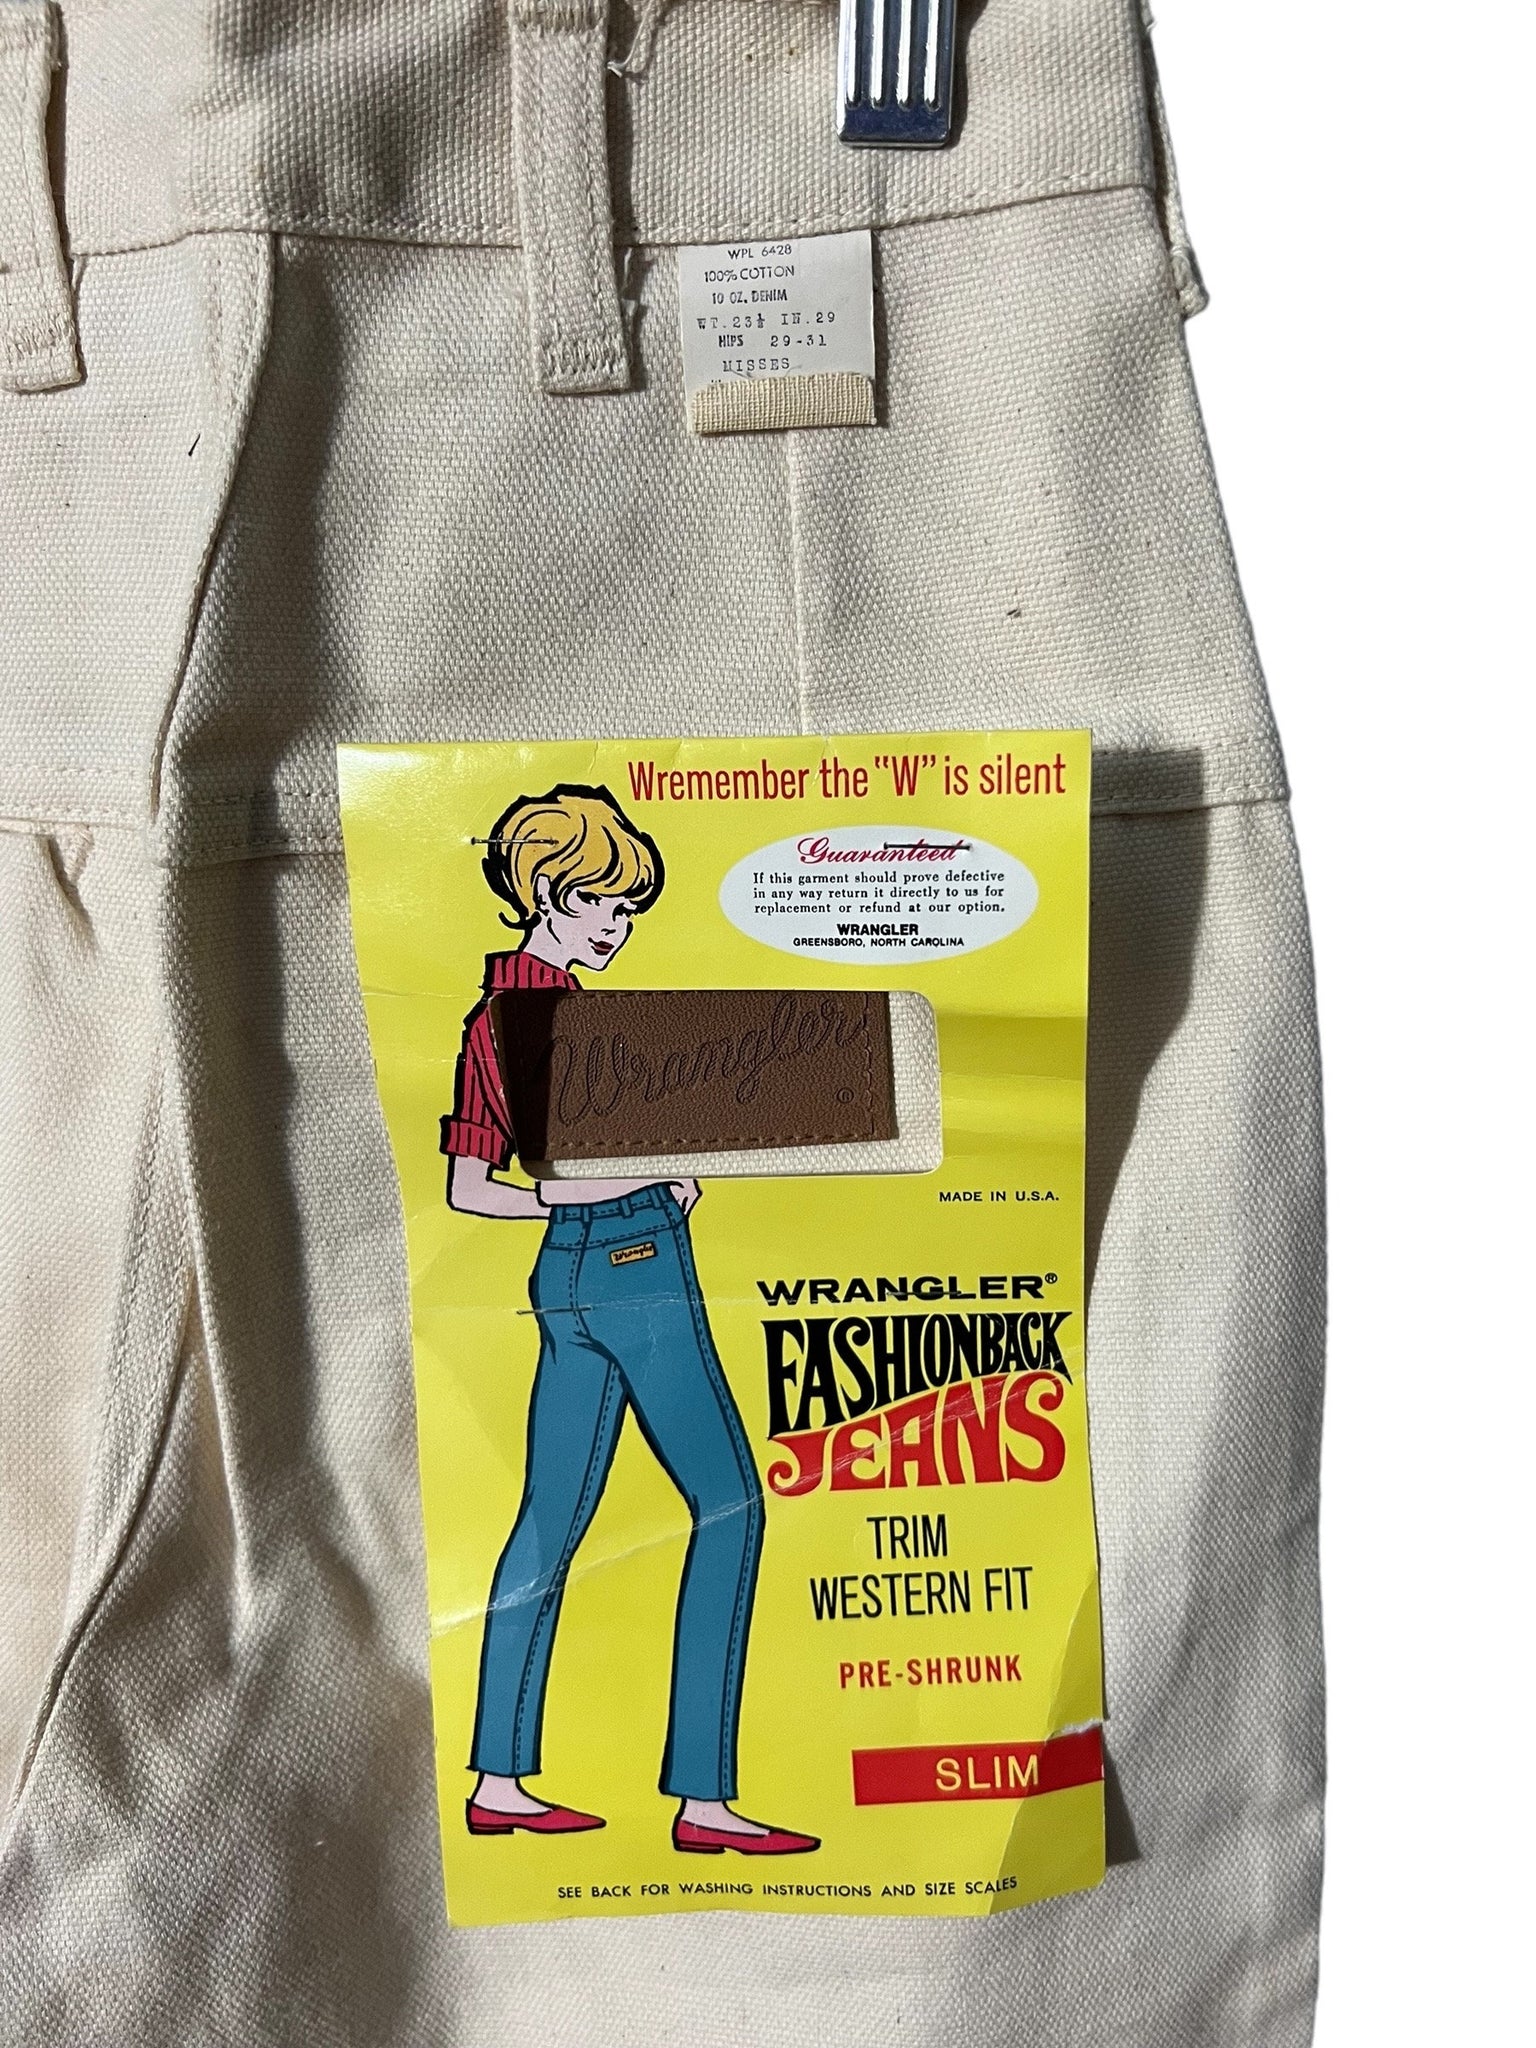 WPL 6428
100% COTTON
10 OZ. DENIM
WT. 23½ IN. 29
HIPS 29-31
MISSES
Wremember the "W" is silent
Guaranteed
If this garment should prove defective
in any way return it directly to us for
replacement or refund at our option.
WRANGLER
GREENSBORO, NORTH CAROLINA
Wrangler
®
MADE IN U.S.A.
Wrangler
WRANGLER®
FASHIONBACK
JEANS
TRIM
WESTERN FIT
PRE-SHRUNK
SLIM
SEE BACK FOR WASHING INSTRUCTIONS AND SIZE SCALES